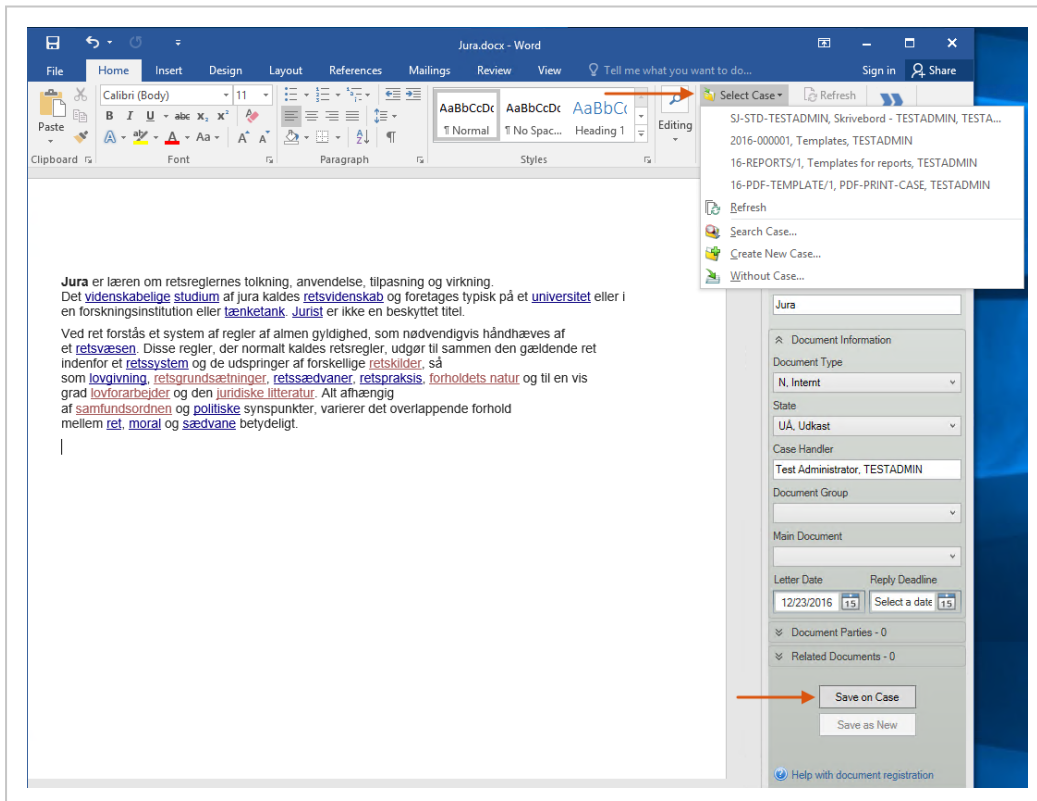 Jura.docx - Word
File Home Insert Design Layout References Mailings Review View Tell me what you want to do... Sign in Share
Paste
Clipboard
Calibri (Body) 11
B I U abc X₂ X²
A A Aa A A
Font
Paragraph
AaBbCcDc AaBbCcDc AaBbCc
¶ Normal ¶ No Spac... Heading 1
Styles
Editing
Select Case Refresh
SJ-STD-TESTADMIN, Skrivebord - TESTADMIN, TESTA...
2016-000001, Templates, TESTADMIN
16-REPORTS/1, Templates for reports, TESTADMIN
16-PDF-TEMPLATE/1, PDF-PRINT-CASE, TESTADMIN
Refresh
Search Case...
Create New Case...
Without Case...
Jura er læren om retsreglernes tolkning, anvendelse, tilpasning og virkning.
Det videnskabelige studium af jura kaldes retsvidenskab og foretages typisk på et universitet eller i
en forskningsinstitution eller tænketank. Jurist er ikke en beskyttet titel.
Ved ret forstås et system af regler af almen gyldighed, som nødvendigvis håndhæves af
et retsvæsen. Disse regler, der normalt kaldes retsregler, udgør til sammen den gældende ret
indenfor et retssystem og de udspringer af forskellige retskilder, så
som lovgivning, retsgrundsætninger, retssædvaner, retspraksis, forholdets natur og til en vis
grad lovforarbejder og den juridiske litteratur. Alt afhængig
af samfundsordnen og politiske synspunkter, varierer det overlappende forhold
mellem ret, moral og sædvane betydeligt.
Jura
Document Information
Document Type
N, Internt
State
UÅ, Udkast
Case Handler
Test Administrator, TESTADMIN
Document Group
Main Document
Letter Date Reply Deadline
12/23/2016 15 Select a date 15
Document Parties - 0
Related Documents - 0
Save on Case
Save as New
Help with document registration